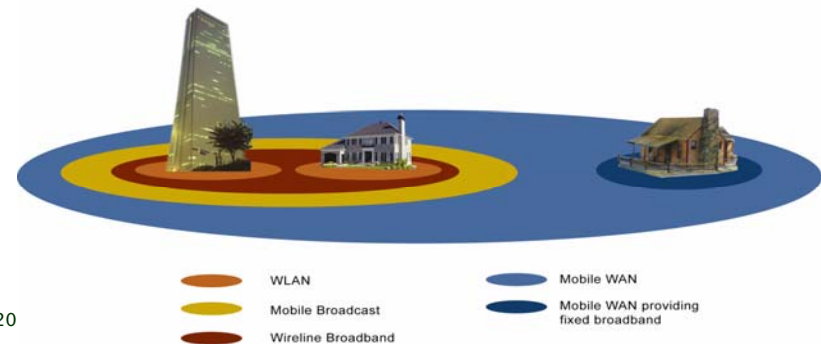 WLAN
Mobile Broadcast
Wireline Broadband
Mobile WAN
Mobile WAN providing
fixed broadband
20